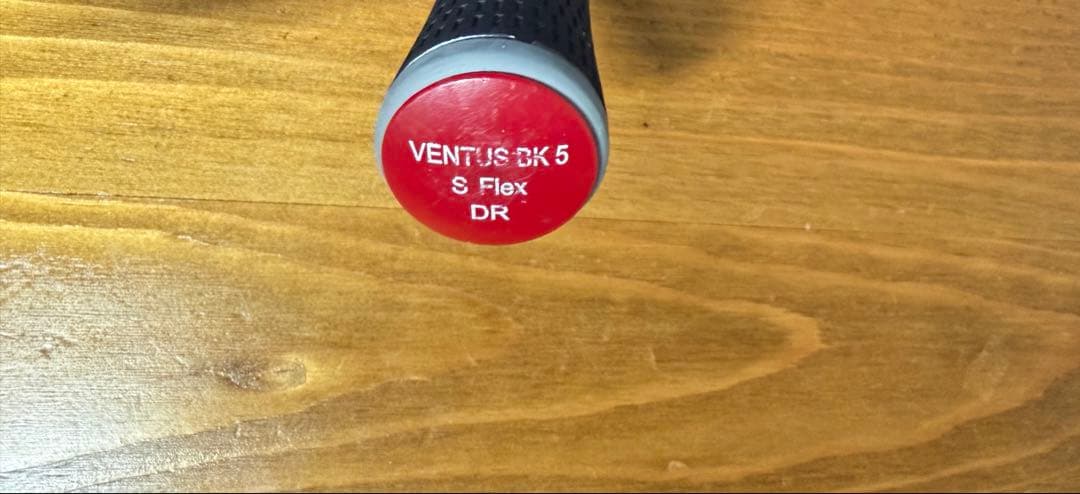 VENTUS BK 5
S Flex
DR